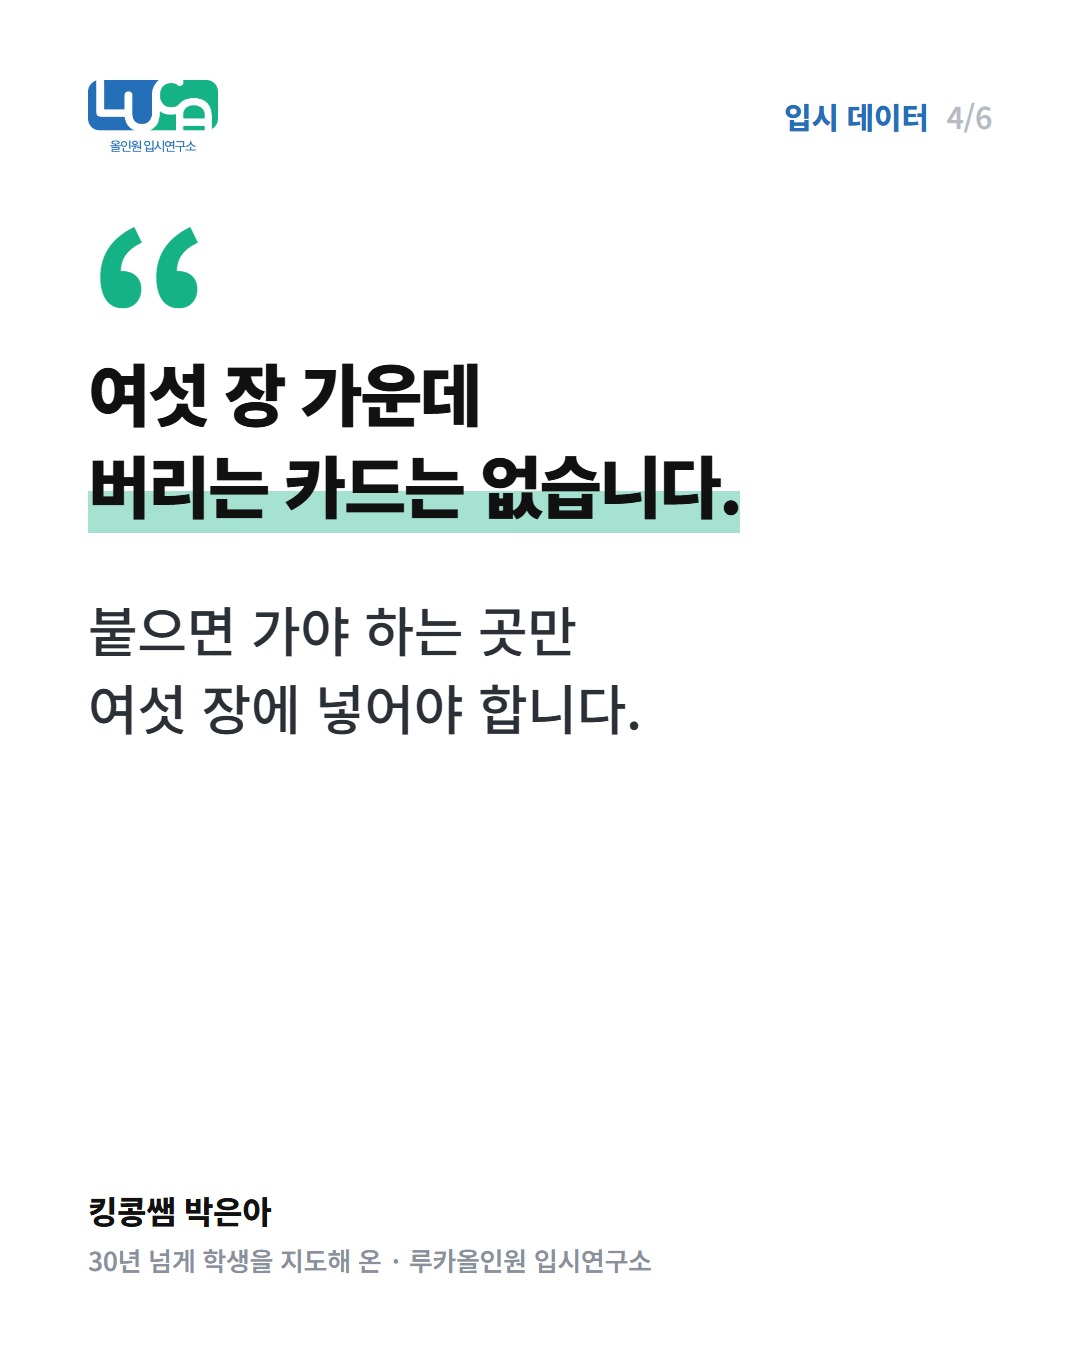 LUCA
올인원 입시연구소
입시 데이터 4/6
“
여섯 장 가운데
버리는 카드는 없습니다.
붙으면 가야 하는 곳만
여섯 장에 넣어야 합니다.
킹콩쌤 박은아
30년 넘게 학생을 지도해 온 · 루카올인원 입시연구소